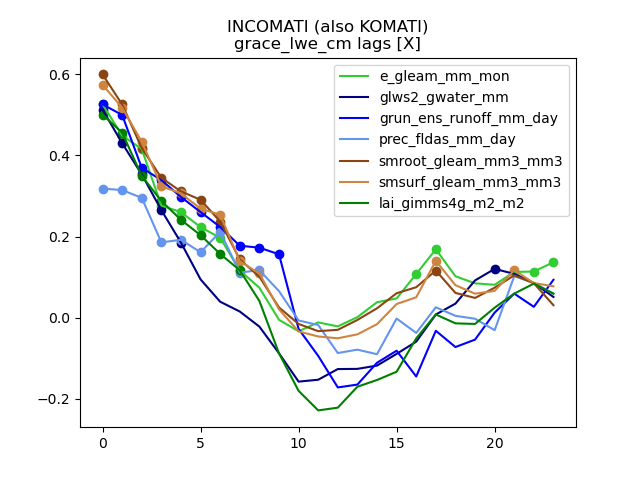 INCOMATI (also KOMATI)
grace_lwe_cm lags [X]
e_gleam_mm_mon
glws2_gwater_mm
grun_ens_runoff_mm_day
prec_fldas_mm_day
smroot_gleam_mm3_mm3
smsurf_gleam_mm3_mm3
lai_gimms4g_m2_m2
0.6
0.4
0.2
0.0
−0.2
0 5 10 15 20